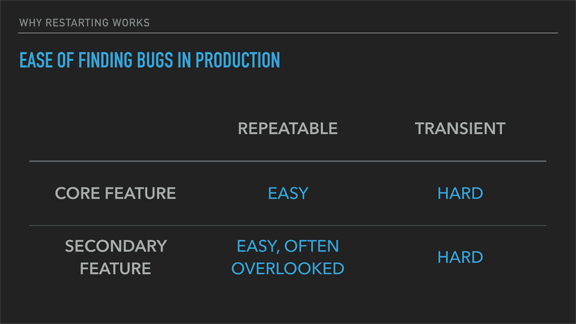 WHY RESTARTING WORKS
EASE OF FINDING BUGS IN PRODUCTION
REPEATABLE TRANSIENT
CORE FEATURE EASY HARD
SECONDARY
FEATURE
EASY, OFTEN
OVERLOOKED
HARD